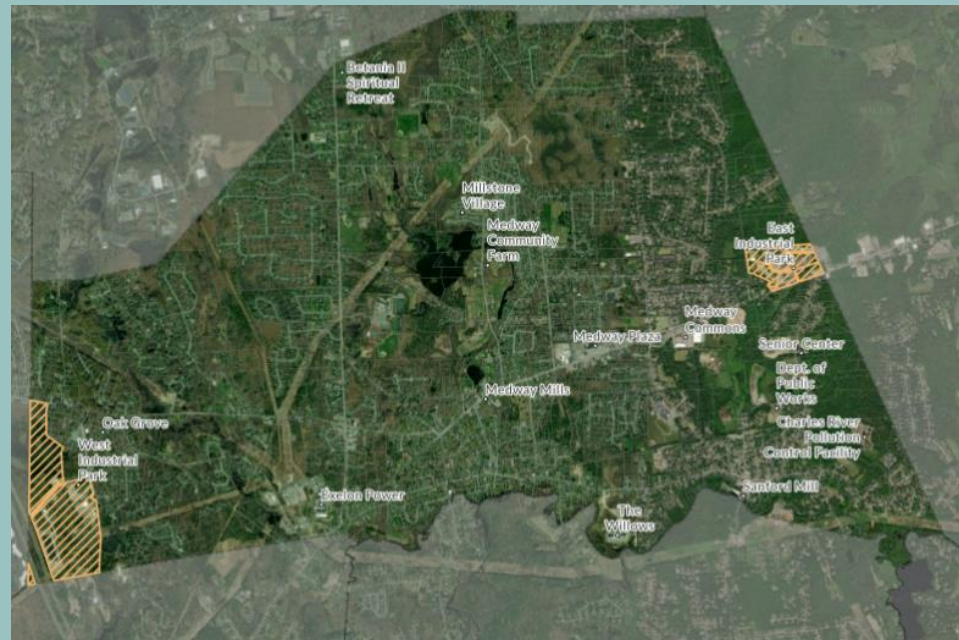 Betania II
Spiritual
Retreat
Millstone
Village
Medway
Community
Farm
East
Industrial
Park
Medway
Commons
Medway Plaza
Senior Center
Dept. of
Public
Works
Medway Mills
Oak Grove
West
Industrial
Park
Charles River
Pollution
Control Facility
Exelon Power
Sanford Mill
The
Willows